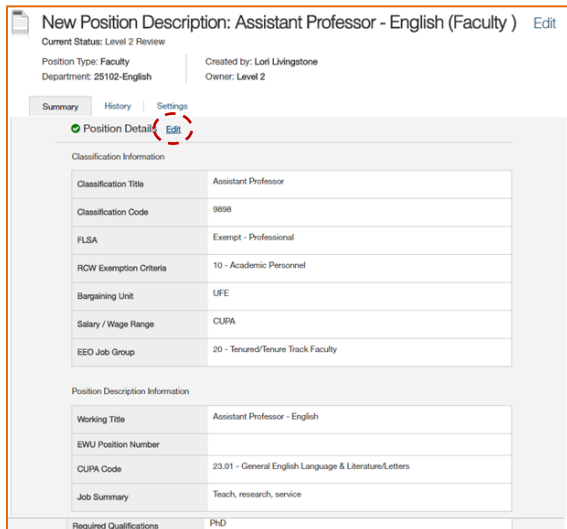 New Position Description: Assistant Professor - English (Faculty ) Edit
Current Status: Level 2 Review
Position Type: Faculty Created by: Lori Livingstone
Department: 25102-English Owner: Level 2
Summary History Settings
Position Details Edit
Classification Information
Classification Title Assistant Professor
Classification Code 9898
FLSA Exempt - Professional
RCW Exemption Criteria 10 - Academic Personnel
Bargaining Unit UFE
Salary / Wage Range CUPA
EEO Job Group 20 - Tenured/Tenure Track Faculty
Position Description Information
Working Title Assistant Professor - English
EWU Position Number
CUPA Code 23.01 - General English Language & Literature/Letters
Job Summary Teach, research, service
Required Qualifications PhD